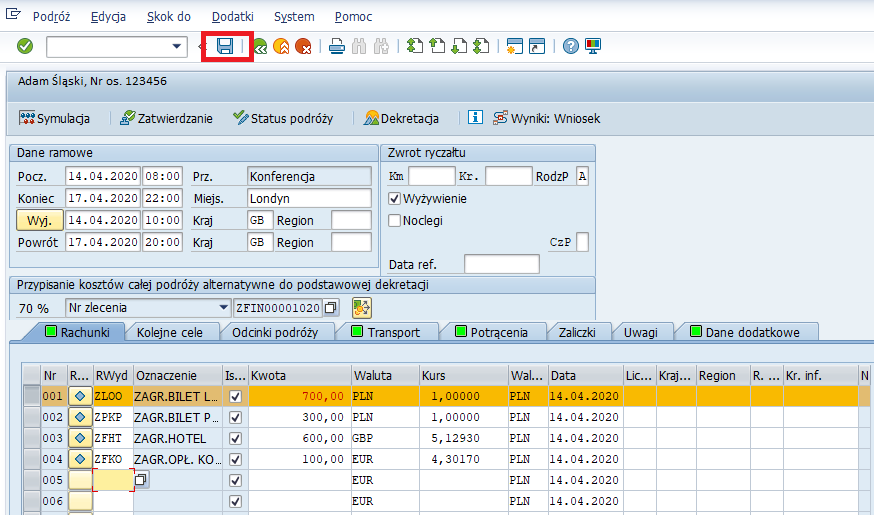 Podróż Edycja Skok do Dodatki System Pomoc
Adam Śląski, Nr os. 123456
Symulacja Zatwierdzanie Status podróży Dekretacja Wyniki: Wniosek
Dane ramowe
Pocz. 14.04.2020 08:00 Prz. Konferencja
Koniec 17.04.2020 22:00 Miejs. Londyn
Wyj. 14.04.2020 10:00 Kraj GB Region
Powrót 17.04.2020 20:00 Kraj GB Region
Zwrot ryczałtu
Km Kr. RodzP A
Wyżywienie
Noclegi
CzP
Data ref.
Przypisanie kosztów całej podróży alternatywne do podstawowej dekretacji
70 % Nr zlecenia ZFIN00001020
Rachunki Kolejne cele Odcinki podróży Transport Potrącenia Zaliczki Uwagi Dane dodatkowe
Nr R... RWyd Oznaczenie Is... Kwota Waluta Kurs Wal... Data Lic... Kraj... Region R. ... Kr. inf. N
001 ZLOO ZAGR.BILET L... 700,00 PLN 1,00000 PLN 14.04.2020
002 ZPKP ZAGR.BILET P... 300,00 PLN 1,00000 PLN 14.04.2020
003 ZFHT ZAGR.HOTEL 600,00 GBP 5,12930 PLN 14.04.2020
004 ZFKO ZAGR.OPŁ. KO... 100,00 EUR 4,30170 PLN 14.04.2020
005 EUR PLN 14.04.2020
006 EUR PLN 14.04.2020